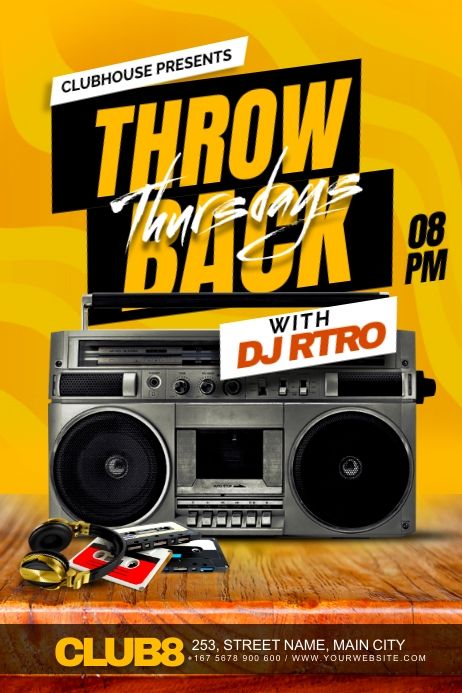 CLUBHOUSE PRESENTS
THROW
Thursdays
BACK
08
PM
WITH
DJ RTRO
CLUB8
253, STREET NAME, MAIN CITY
+167 5678 900 600 / WWW.YOURWEBSITE.COM